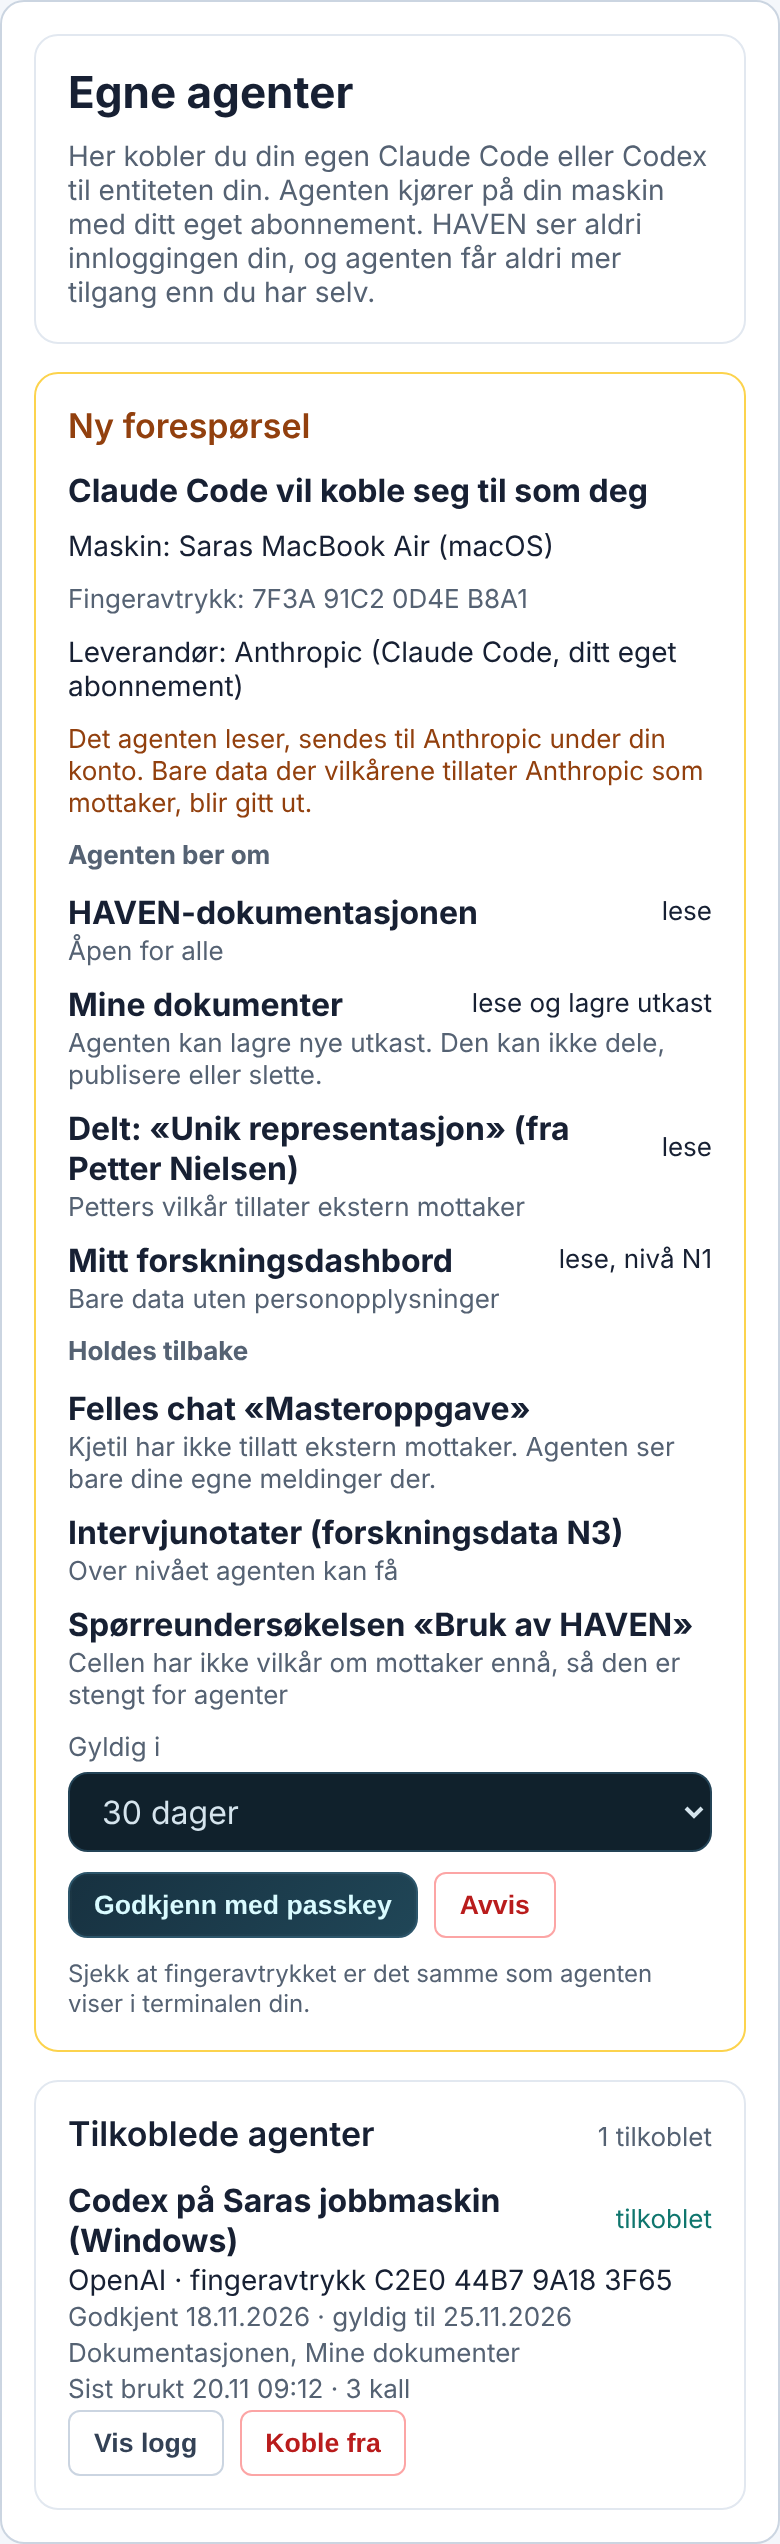 Egne agenter
Her kobler du din egen Claude Code eller Codex
til entiteten din. Agenten kjører på din maskin
med ditt eget abonnement. HAVEN ser aldri
innloggingen din, og agenten får aldri mer
tilgang enn du har selv.
Ny forespørsel
Claude Code vil koble seg til som deg
Maskin: Saras MacBook Air (macOS)
Fingeravtrykk: 7F3A 91C2 0D4E B8A1
Leverandør: Anthropic (Claude Code, ditt eget
abonnement)
Det agenten leser, sendes til Anthropic under din
konto. Bare data der vilkårene tillater Anthropic som
mottaker, blir gitt ut.
Agenten ber om
HAVEN-dokumentasjonen lese
Åpen for alle
Mine dokumenter lese og lagre utkast
Agenten kan lagre nye utkast. Den kan ikke dele,
publisere eller slette.
Delt: «Unik representasjon» (fra
Petter Nielsen) lese
Petters vilkår tillater ekstern mottaker
Mitt forskningsdashbord lese, nivå N1
Bare data uten personopplysninger
Holdes tilbake
Felles chat «Masteroppgave»
Kjetil har ikke tillatt ekstern mottaker. Agenten ser
bare dine egne meldinger der.
Intervjunotater (forskningsdata N3)
Over nivået agenten kan få
Spørreundersøkelsen «Bruk av HAVEN»
Cellen har ikke vilkår om mottaker ennå, så den er
stengt for agenter
Gyldig i
30 dager
Godkjenn med passkey Avvis
Sjekk at fingeravtrykket er det samme som agenten
viser i terminalen din.
Tilkoblede agenter 1 tilkoblet
Codex på Saras jobbmaskin
(Windows) tilkoblet
OpenAI · fingeravtrykk C2E0 44B7 9A18 3F65
Godkjent 18.11.2026 · gyldig til 25.11.2026
Dokumentasjonen, Mine dokumenter
Sist brukt 20.11 09:12 · 3 kall
Vis logg Koble fra